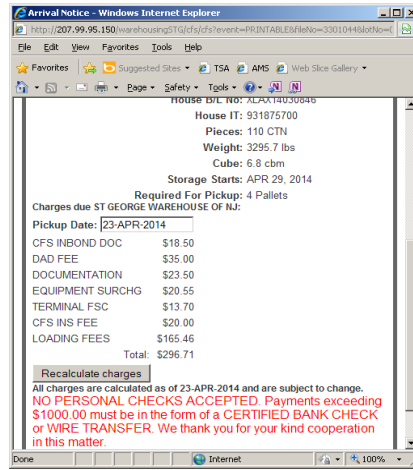 Arrival Notice - Windows Internet Explorer
http://207.99.95.150/warehousingSTG/cfs/cfs?event=PRINTABLE&fileNo=3301044&lotNo=(
File Edit View Favorites Tools Help
Favorites Suggested Sites TSA AMS Web Slice Gallery
Page Safety Tools
House B/L No: XLAX14030846
House IT: 931875700
Pieces: 110 CTN
Weight: 3295.7 lbs
Cube: 6.8 cbm
Storage Starts: APR 29, 2014
Required For Pickup: 4 Pallets
Charges due ST GEORGE WAREHOUSE OF NJ:
Pickup Date: 23-APR-2014
CFS INBOND DOC $18.50
DAD FEE $35.00
DOCUMENTATION $23.50
EQUIPMENT SURCHG $20.55
TERMINAL FSC $13.70
CFS INS FEE $20.00
LOADING FEES $165.46
Total: $296.71
Recalculate charges
All charges are calculated as of 23-APR-2014 and are subject to change.
NO PERSONAL CHECKS ACCEPTED. Payments exceeding
$1000.00 must be in the form of a CERTIFIED BANK CHECK
or WIRE TRANSFER. We thank you for your kind cooperation
in this matter.
Done Internet 100%